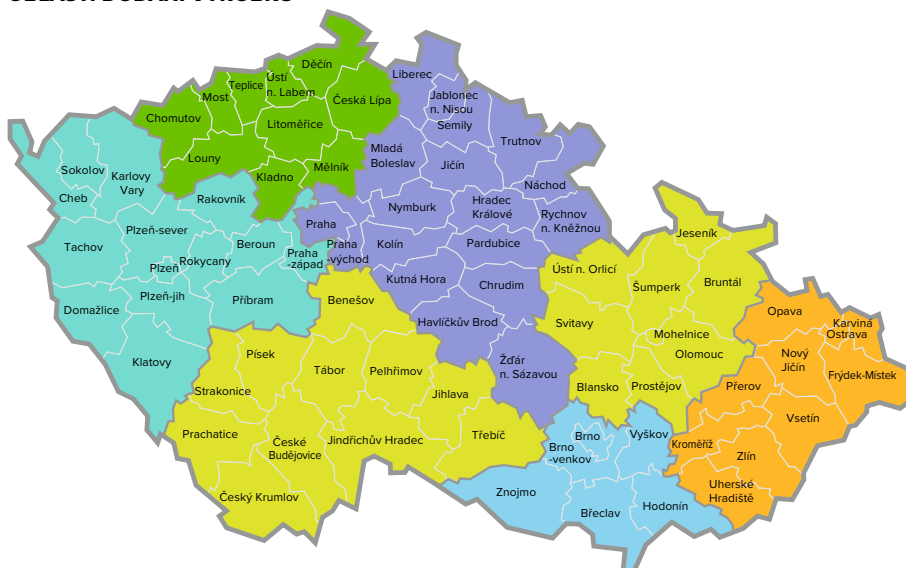 Děčín
Liberec
Ústí
n. Labem
Teplice
Most
Česká Lípa
Jablonec
n. Nisou
Chomutov
Litoměřice
Semily
Trutnov
Mladá
Boleslav
Louny
Mělník
Jičín
Sokolov
Karlovy
Vary
Kladno
Náchod
Cheb
Rakovník
Nymburk
Hradec
Králové
Rychnov
n. Kněžnou
Praha
Plzeň-sever
Jeseník
Tachov
Beroun
Praha
-východ
Kolín
Pardubice
Rokycany
Praha
-západ
Plzeň
Ústí n. Orlicí
Kutná Hora
Chrudim
Šumperk
Bruntál
Plzeň-jih
Příbram
Benešov
Domažlice
Opava
Havlíčkův Brod
Svitavy
Karviná
Ostrava
Mohelnice
Olomouc
Písek
Klatovy
Žďár
n. Sázavou
Nový
Jičín
Tábor
Pelhřimov
Frýdek-Místek
Strakonice
Jihlava
Blansko
Prostějov
Přerov
Vsetín
Prachatice
Třebíč
Brno
Vyškov
České
Budějovice
Jindřichův Hradec
Brno
-venkov
Kroměříž
Zlín
Český Krumlov
Znojmo
Uherské
Hradiště
Hodonín
Břeclav